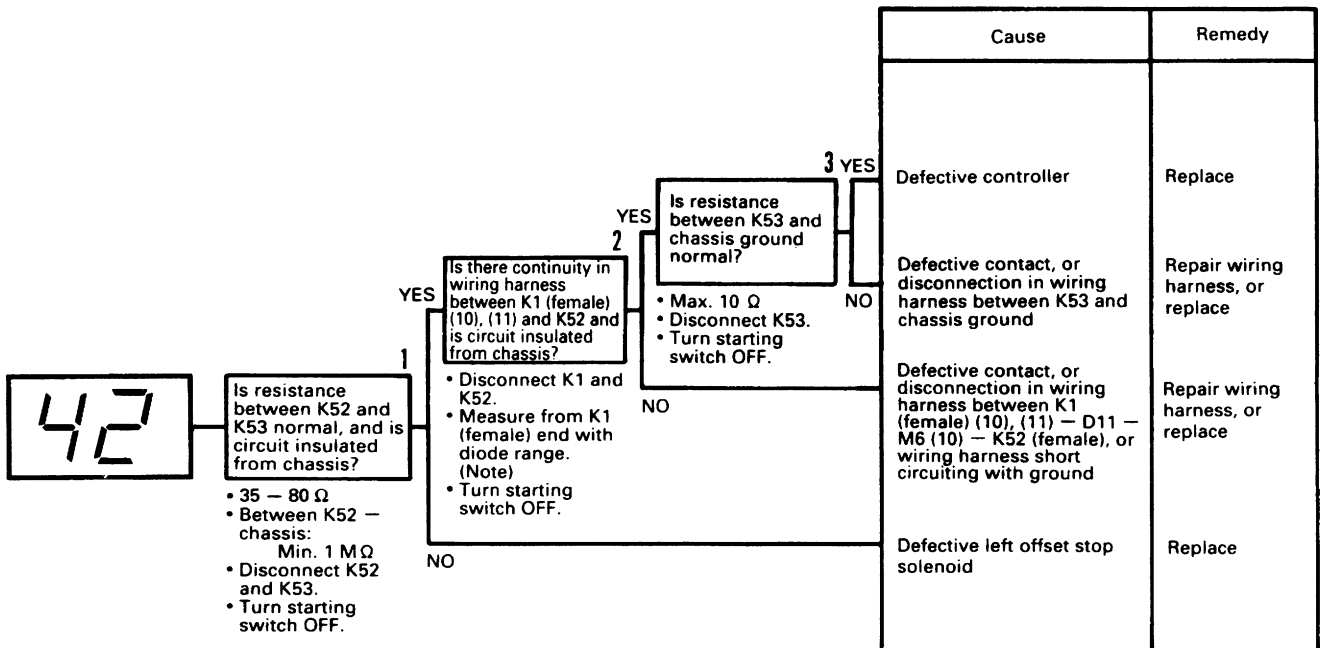 Cause
Remedy
42
1
Is resistance
between K52 and
K53 normal, and is
circuit insulated
from chassis?
• 35 – 80 Ω
• Between K52 –
chassis:
Min. 1 MΩ
• Disconnect K52
and K53.
• Turn starting
switch OFF.
YES
NO
2
Is there continuity in
wiring harness
between K1 (female)
(10), (11) and K52 and
is circuit insulated
from chassis?
• Disconnect K1 and
K52.
• Measure from K1
(female) end with
diode range.
(Note)
• Turn starting
switch OFF.
YES
NO
3
Is resistance
between K53 and
chassis ground
normal?
• Max. 10 Ω
• Disconnect K53.
• Turn starting
switch OFF.
YES
NO
Defective controller
Replace
Defective contact, or
disconnection in wiring
harness between K53 and
chassis ground
Repair wiring
harness, or
replace
Defective contact, or
disconnection in wiring
harness between K1
(female) (10), (11) – D11 –
M6 (10) – K52 (female), or
wiring harness short
circuiting with ground
Repair wiring
harness, or
replace
Defective left offset stop
solenoid
Replace